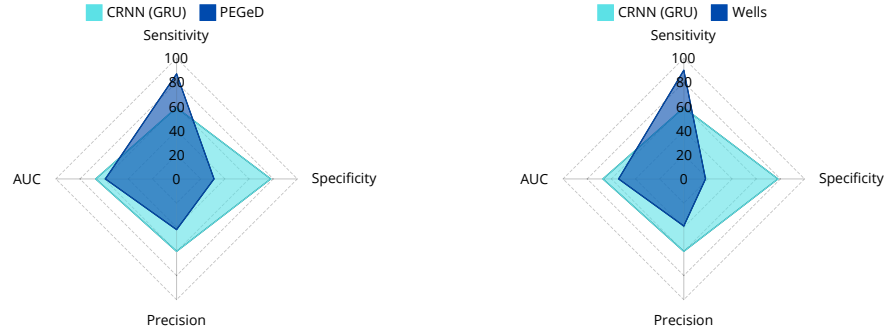 CRNN (GRU) PEGeD
Sensitivity
100
80
60
40
20
AUC 0 Specificity
Precision
CRNN (GRU) Wells
Sensitivity
100
80
60
40
20
AUC 0 Specificity
Precision